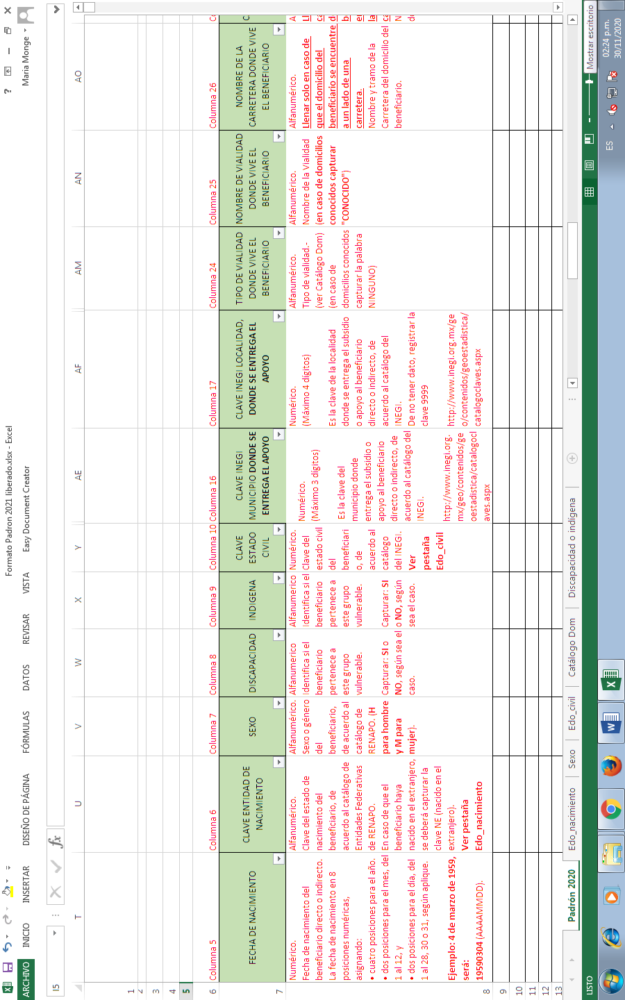 Formato Padron 2021 liberado.xlsx - Excel
Maria Monge
ARCHIVO INICIO INSERTAR DISEÑO DE PÁGINA FÓRMULAS DATOS REVISAR VISTA Easy Document Creator
I5
fx
T U V W X Y AE AF AM AN AO
1
2
3
4
5
6
7
8
9
10
11
12
13
Columna 5
FECHA DE NACIMIENTO
Numérico.
Fecha de nacimiento del
beneficiario directo o indirecto.
La fecha de nacimiento en 8
posiciones numéricas,
asignando:
• cuatro posiciones para el año.
• dos posiciones para el mes, del
1 al 12, y
• dos posiciones para el día, del
1 al 28, 30 o 31, según aplique.
Ejemplo: 4 de marzo de 1959,
será:
19590304 (AAAAMMDD).
Columna 6
CLAVE ENTIDAD DE
NACIMIENTO
Alfanumérico.
Clave del estado de
nacimiento del
beneficiario, de
acuerdo al catálogo de
Entidades Federativas
de RENAPO.
En caso de que el
beneficiario haya
nacido en el extranjero,
se deberá capturar la
clave NE (nacido en el
extranjero).
Ver pestaña
Edo_nacimiento
Columna 7
SEXO
Alfanumérico.
Sexo o género
del
beneficiario,
de acuerdo al
catálogo de
RENAPO. (H
para hombre
y M para
mujer).
Columna 8
DISCAPACIDAD
Alfanumerico
Identifica si el
beneficiario
pertenece a
este grupo
vulnerable.
Capturar: SI o
NO, según sea el
caso.
Columna 9
INDIGENA
Alfanumerico
Identifica si el
beneficiario
pertenece a
este grupo
vulnerable.
Capturar: SI
o NO, según
sea el caso.
Columna 10
CLAVE
ESTADO
CIVIL
Numérico.
Clave del
estado civil
del
beneficiari
o, de
acuerdo al
catálogo
del INEGI.
Ver
pestaña
Edo_civil
Columna 16
CLAVE INEGI
MUNICIPIO DONDE SE
ENTREGA EL APOYO
Numérico.
(Máximo 3 dígitos)
Es la clave del
municipio donde
entrega el subsidio o
apoyo al beneficiario
directo o indirecto, de
acuerdo al catálogo del
INEGI.
http://www.inegi.org.
mx/geo/contenidos/ge
oestadistica/catalogocl
aves.aspx
Columna 17
CLAVE INEGI LOCALIDAD,
DONDE SE ENTREGA EL
APOYO
Numérico.
(Máximo 4 dígitos)
Es la clave de la localidad
donde se entrega el subsidio
o apoyo al beneficiario
directo o indirecto, de
acuerdo al catálogo del
INEGI.
De no tener dato, registrar la
clave 9999
http://www.inegi.org.mx/ge
o/contenidos/geoestadistica/
catalogoclaves.aspx
Columna 24
TIPO DE VIALIDAD
DONDE VIVE EL
BENEFICIARIO
Alfanumérico.
Tipo de vialidad.-
(ver Catálogo Dom)
(en caso de
domicilios conocidos
capturar la palabra
NINGUNO)
Columna 25
NOMBRE DE VIALIDAD
DONDE VIVE EL
BENEFICIARIO
Alfanumérico.
Nombre de la Vialidad
(en caso de domicilios
conocidos capturar
"CONOCIDO")
Columna 26
NOMBRE DE LA
CARRETERA DONDE VIVE
EL BENEFICIARIO
Alfanumérico.
Llenar solo en caso de
que el domicilio del
beneficiario se encuentre
a un lado de una
carretera.
Nombre y tramo de la
Carretera del domicilio del
beneficiario.
Padrón 2020 Edo_nacimiento Sexo Edo_civil Catálogo Dom Discapacidad o indígena
LISTO
Mostrar escritorio
ES
02:24 p.m.
30/11/2020